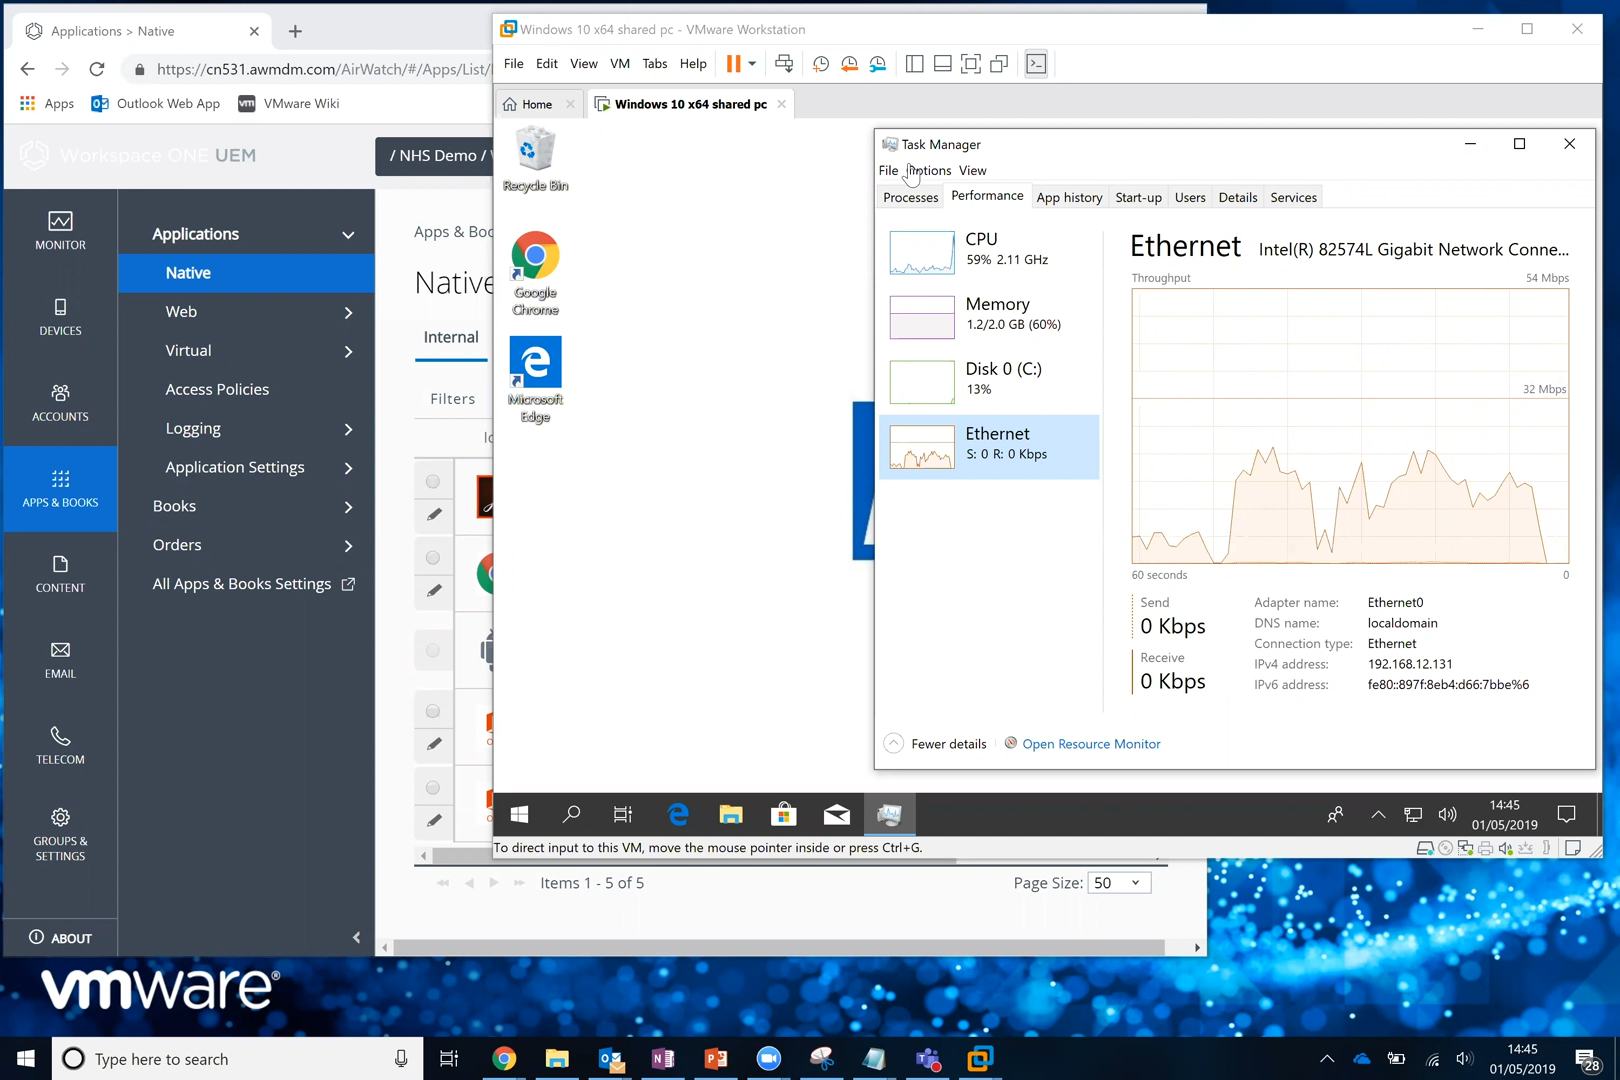 Applications > Native
https://cn531.awmdm.com/AirWatch/#/Apps/List/
Apps
Outlook Web App
vm
VMware Wiki
Workspace ONE UEM
/ NHS Demo /
MONITOR
DEVICES
ACCOUNTS
APPS & BOOKS
CONTENT
EMAIL
TELECOM
GROUPS &
SETTINGS
ABOUT
Applications
Native
Web
Virtual
Access Policies
Logging
Application Settings
Books
Orders
All Apps & Books Settings
Apps & Boo
Native
Internal
Filters
Items 1 - 5 of 5
Page Size: 50
Windows 10 x64 shared pc - VMware Workstation
File Edit View VM Tabs Help
Home
Windows 10 x64 shared pc
Recycle Bin
Google
Chrome
Microsoft
Edge
Task Manager
File Options View
Processes Performance App history Start-up Users Details Services
CPU
59% 2.11 GHz
Memory
1.2/2.0 GB (60%)
Disk 0 (C:)
13%
Ethernet
S: 0 R: 0 Kbps
Ethernet Intel(R) 82574L Gigabit Network Conne...
Throughput 54 Mbps
32 Mbps
60 seconds 0
Send
0 Kbps
Receive
0 Kbps
Adapter name: Ethernet0
DNS name: localdomain
Connection type: Ethernet
IPv4 address: 192.168.12.131
IPv6 address: fe80::897f:8eb4:d66:7bbe%6
Fewer details
Open Resource Monitor
14:45
01/05/2019
To direct input to this VM, move the mouse pointer inside or press Ctrl+G.
vmware®
Type here to search
14:45
01/05/2019
28